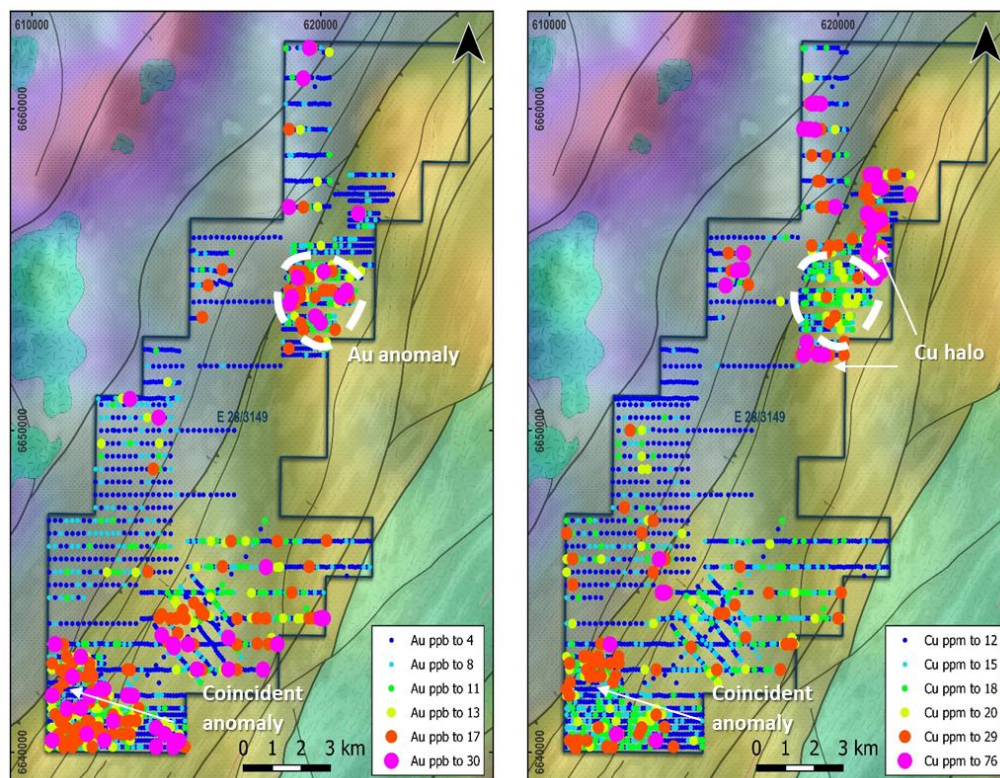 610000
620000
6660000
6650000
6640000
Au anomaly
E 28/3149
Coincident
anomaly
0 1 2 3 km
Au ppb to 4
Au ppb to 8
Au ppb to 11
Au ppb to 13
Au ppb to 17
Au ppb to 30
610000
620000
6660000
6650000
6640000
Cu halo
E 28/3149
Coincident
anomaly
0 1 2 3 km
Cu ppm to 12
Cu ppm to 15
Cu ppm to 18
Cu ppm to 20
Cu ppm to 29
Cu ppm to 76